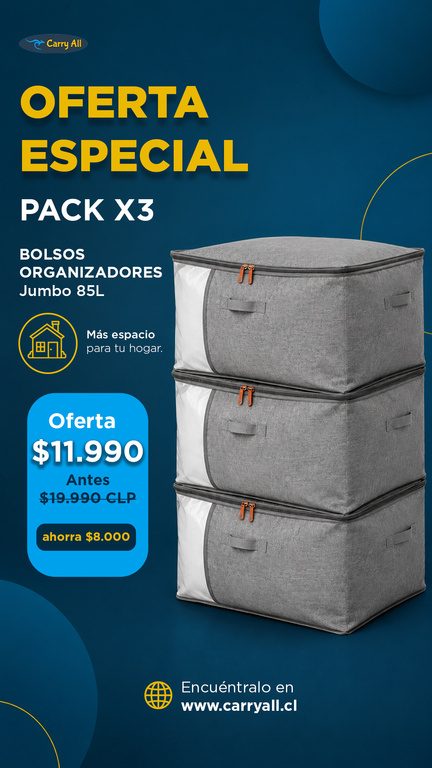 Carry All
OFERTA
ESPECIAL
PACK X3
BOLSOS
ORGANIZADORES
Jumbo 85L
Más espacio
para tu hogar.
Oferta
$11.990
Antes
$19.990 CLP
ahorra $8.000
Encuéntralo en
www.carryall.cl